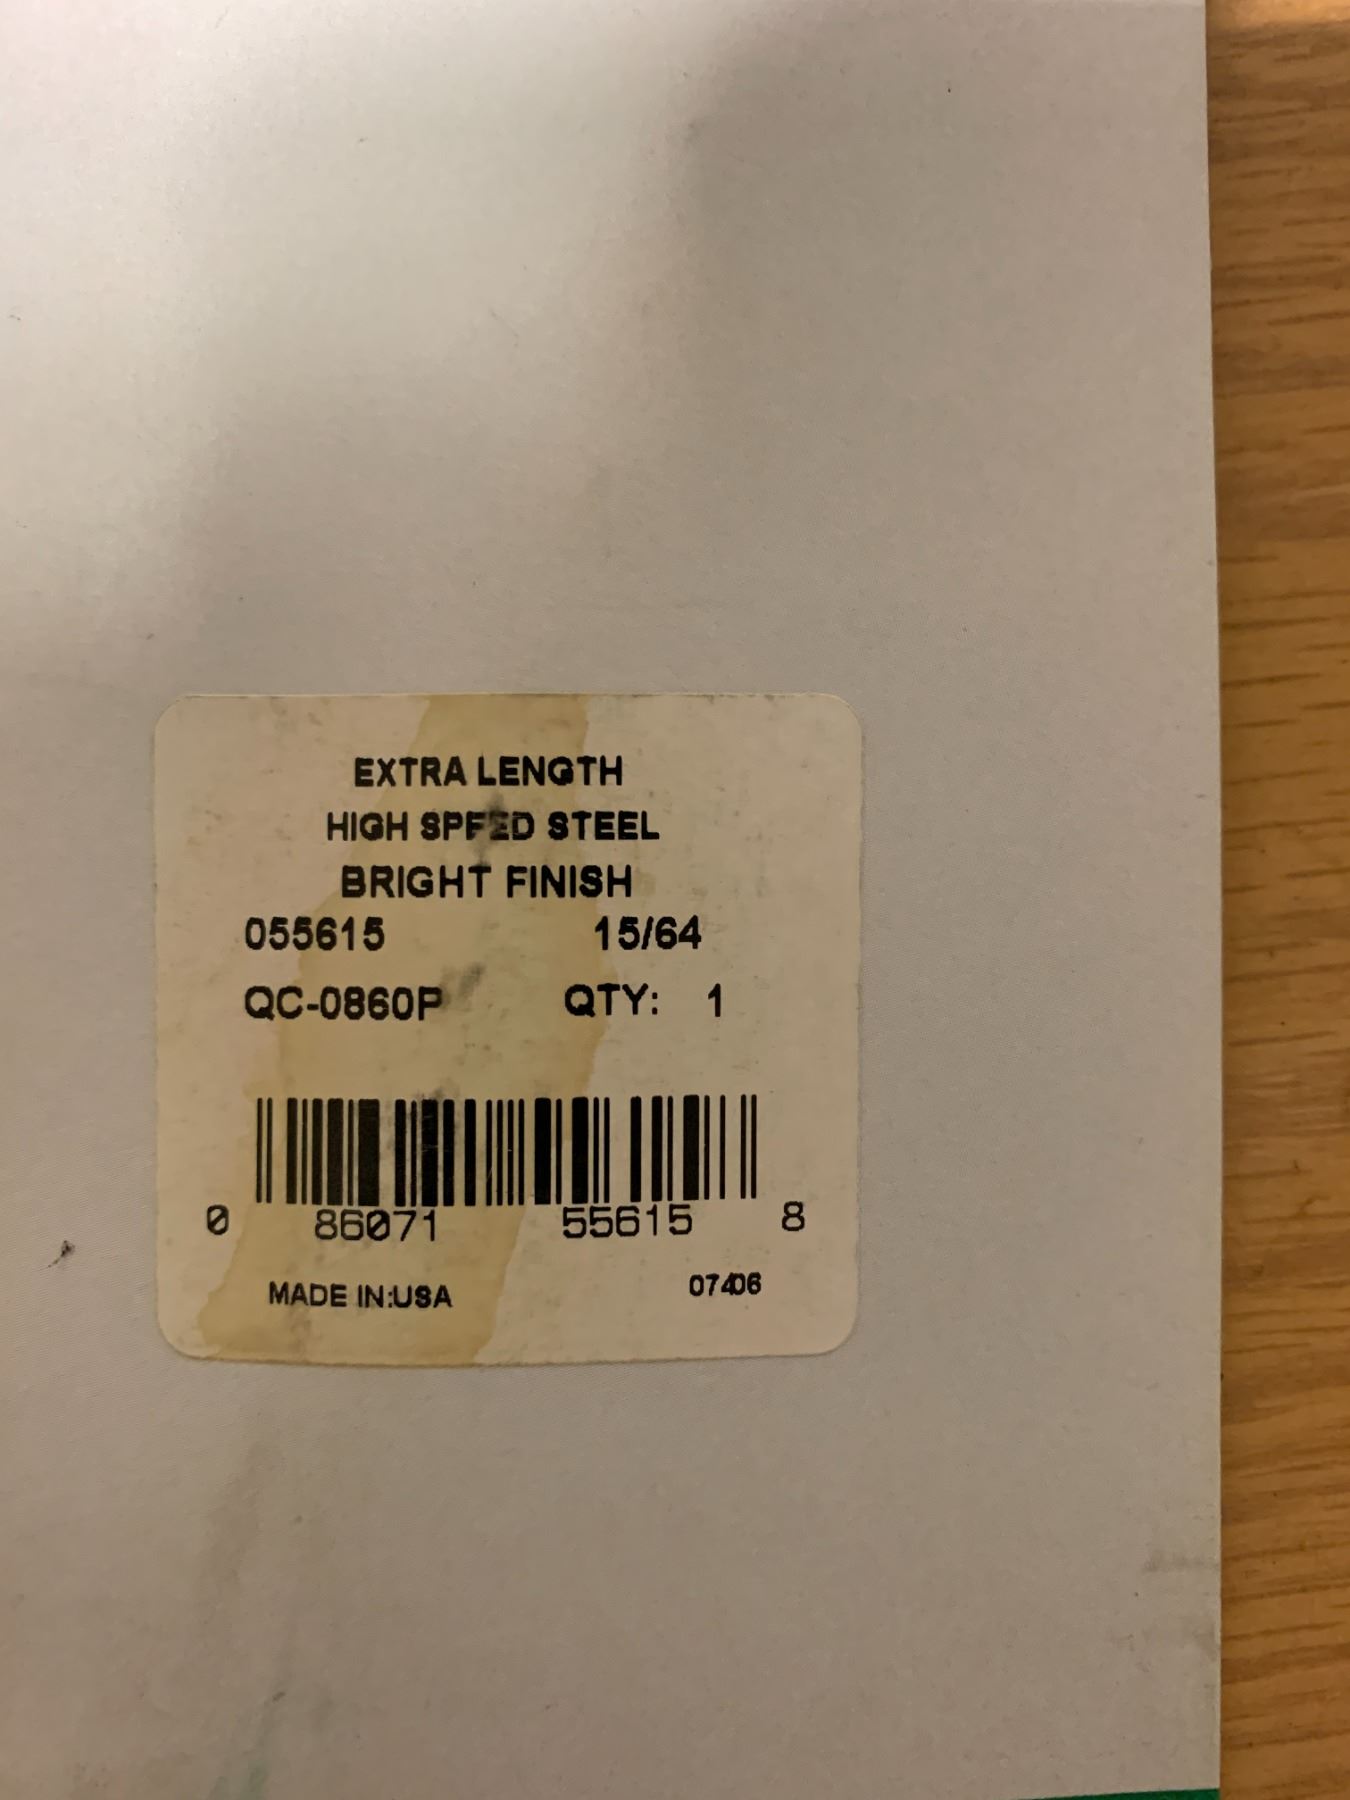 EXTRA LENGTH
HIGH SPEED STEEL
BRIGHT FINISH
055615 15/64
QC-0860P QTY: 1
0 86071 55615 8
MADE IN:USA